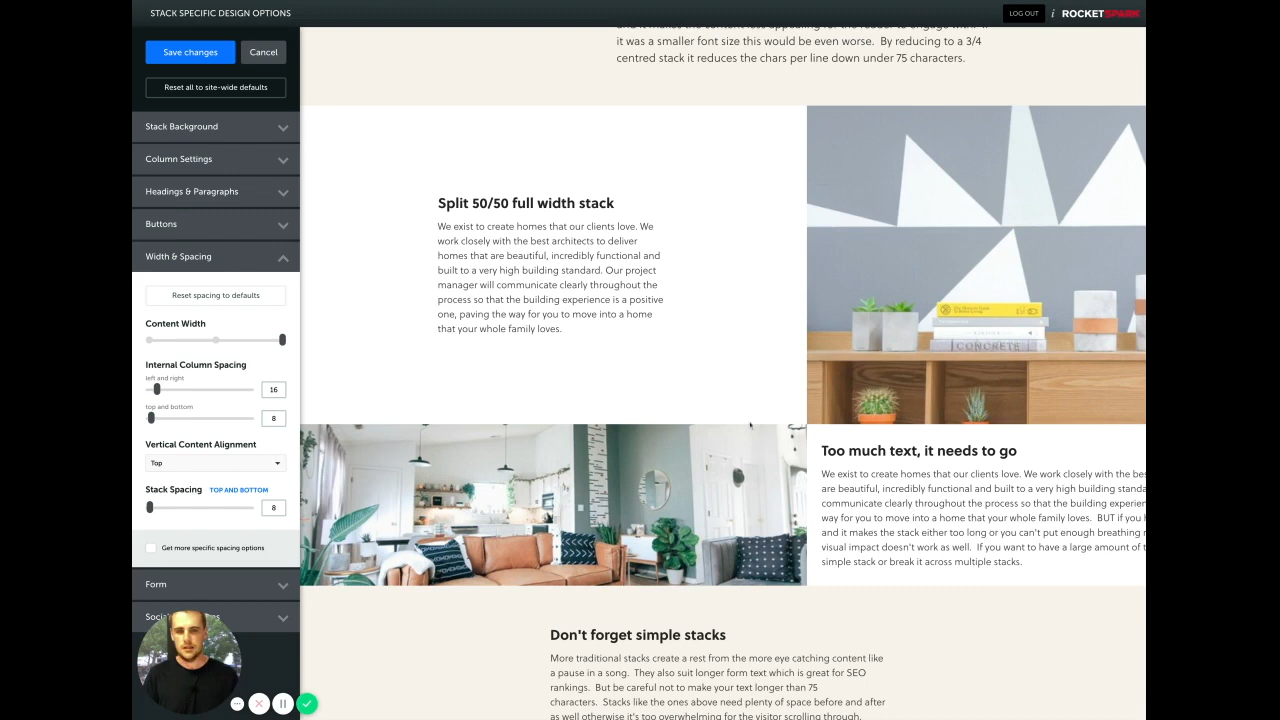 STACK SPECIFIC DESIGN OPTIONS
LOG OUT
i
ROCKETSPARK
Save changes
Cancel
Reset all to site-wide defaults
Stack Background
Column Settings
Headings & Paragraphs
Buttons
Width & Spacing
Reset spacing to defaults
Content Width
Internal Column Spacing
left and right
16
top and bottom
8
Vertical Content Alignment
Top
Stack Spacing TOP AND BOTTOM
8
Get more specific spacing options
Form
it was a smaller font size this would be even worse. By reducing to a 3/4
centred stack it reduces the chars per line down under 75 characters.
Split 50/50 full width stack
We exist to create homes that our clients love. We
work closely with the best architects to deliver
homes that are beautiful, incredibly functional and
built to a very high building standard. Our project
manager will communicate clearly throughout the
process so that the building experience is a positive
one, paving the way for you to move into a home
that your whole family loves.
CONCRETE
Too much text, it needs to go
We exist to create homes that our clients love. We work closely with the bes
are beautiful, incredibly functional and built to a very high building standa
communicate clearly throughout the process so that the building experien
way for you to move into a home that your whole family loves. BUT if you h
and it makes the stack either too long or you can't put enough breathing r
visual impact doesn't work as well. If you want to have a large amount of t
simple stack or break it across multiple stacks.
Don't forget simple stacks
More traditional stacks create a rest from the more eye catching content like
a pause in a song. They also suit longer form text which is great for SEO
rankings. But be careful not to make your text longer than 75
characters. Stacks like the ones above need plenty of space before and after
as well otherwise it's too overwhelming for the visitor scrolling through.